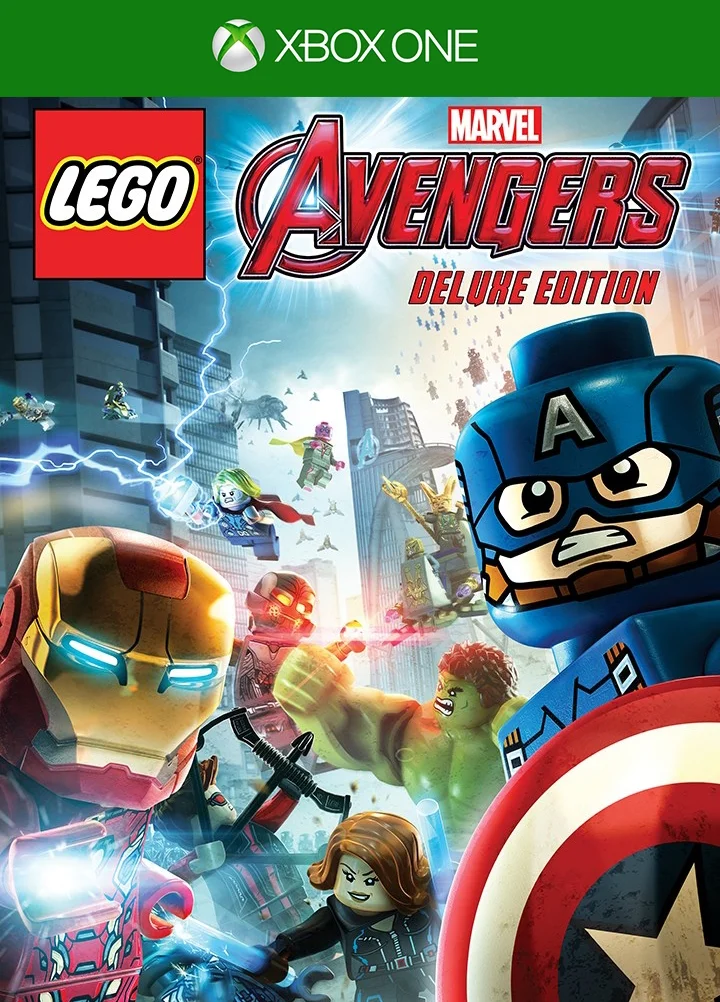 XBOX ONE
LEGO®
MARVEL
AVENGERS
DELUXE EDITION
A